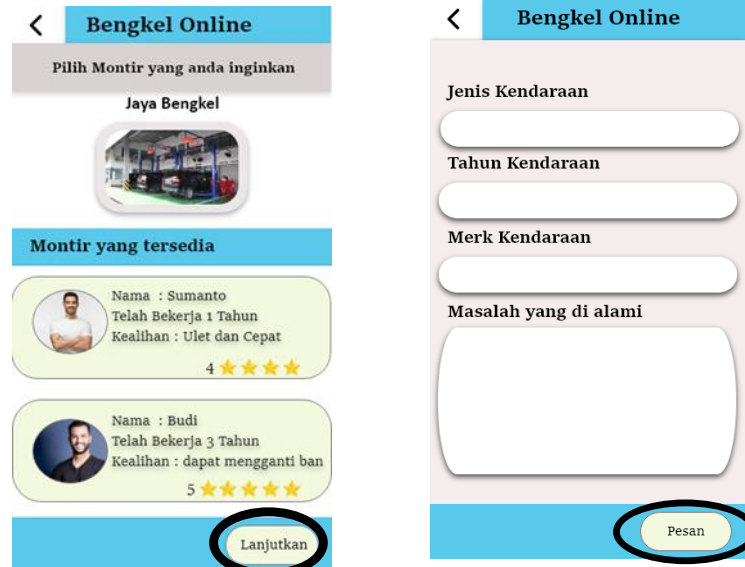 Bengkel Online
Pilih Montir yang anda inginkan
Jaya Bengkel
Montir yang tersedia
Nama : Sumanto
Telah Bekerja 1 Tahun
Kealihan : Ulet dan Cepat
4
Nama : Budi
Telah Bekerja 3 Tahun
Kealihan : dapat mengganti ban
5
Lanjutkan
Bengkel Online
Jenis Kendaraan
Tahun Kendaraan
Merk Kendaraan
Masalah yang di alami
Pesan